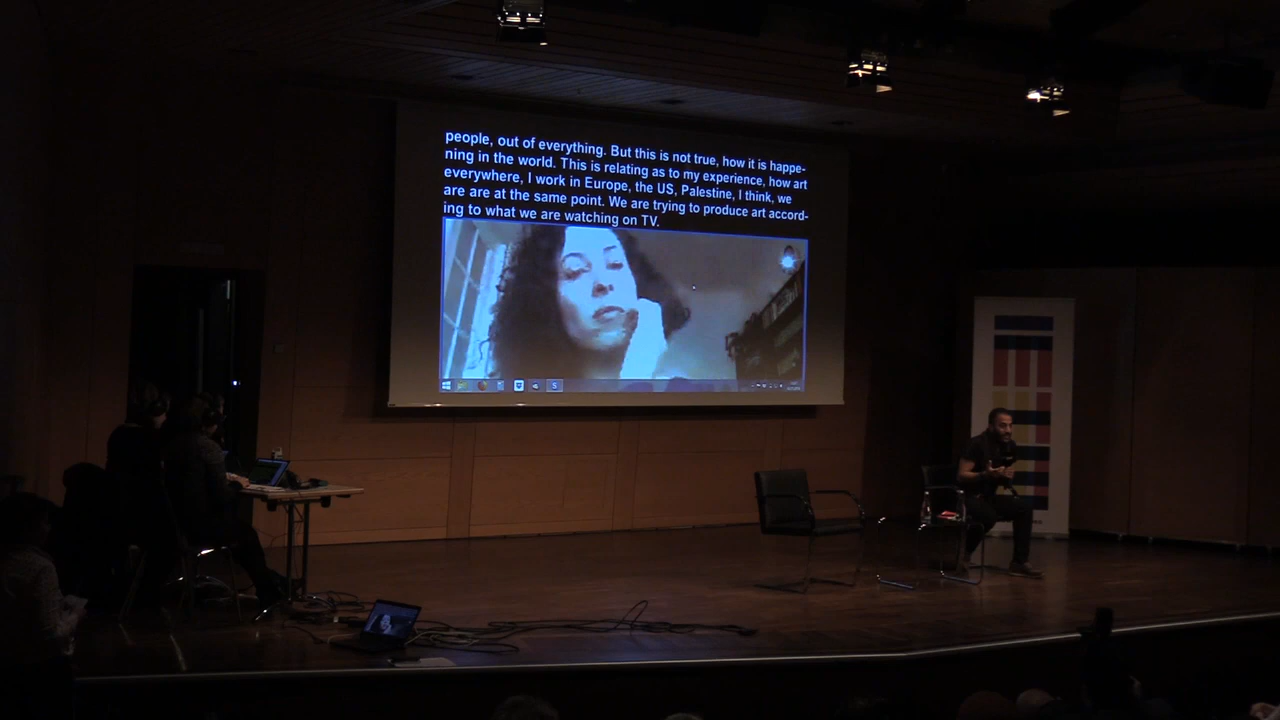 people, out of everything. But this is not true, how it is happe-
ning in the world. This is relating as to my experience, how art
everywhere, I work in Europe, the US, Palestine, I think, we
are are at the same point. We are trying to produce art accord-
ing to what we are watching on TV.